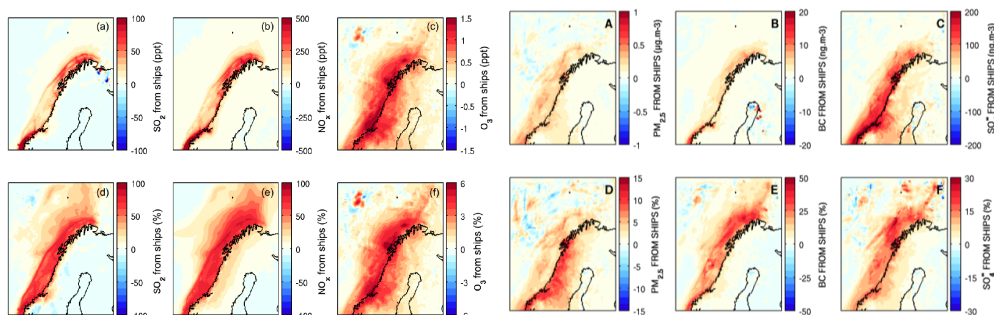 (a)
100
50
0
-50
-100
SO2 from ships (ppt)
(b)
500
250
0
-250
-500
NOx from ships (ppt)
(c)
1.5
1.0
0.5
0
-0.5
-1.0
-1.5
O3 from ships (ppt)
A
1
0.5
0
-0.5
-1
PM2.5 FROM SHIPS (µg.m-3)
B
20
10
0
-10
-20
BC FROM SHIPS (ng.m-3)
C
200
100
0
-100
-200
FROM SHIPS (ng.m-3)
(d)
100
50
0
-50
SO2 from ships (%)
(e)
100
50
0
-50
NOx from ships (%)
(f)
6
3
0
-3
O3 from ships (%)
D
15
10
5
0
-5
-10
-15
PM2.5 FROM SHIPS (%)
E
50
25
0
-25
-50
BC FROM SHIPS (%)
F
30
15
0
-15
-30
FROM SHIPS (%)